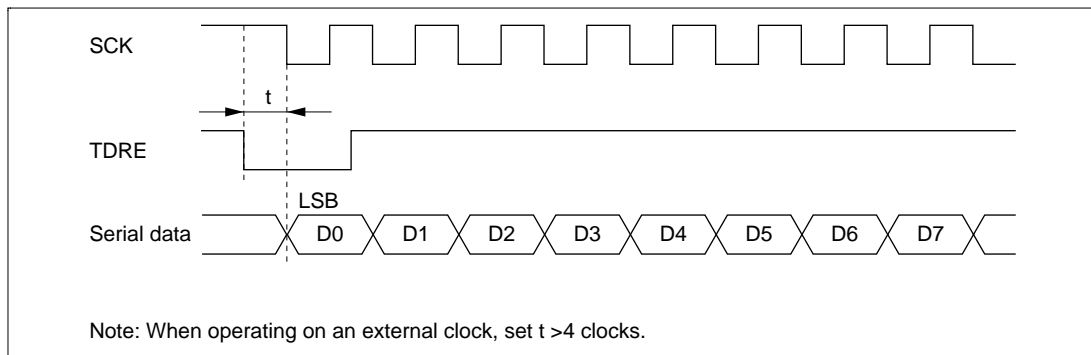 SCK
t
TDRE
LSB
Serial data
D0 D1 D2 D3 D4 D5 D6 D7
Note: When operating on an external clock, set t >4 clocks.